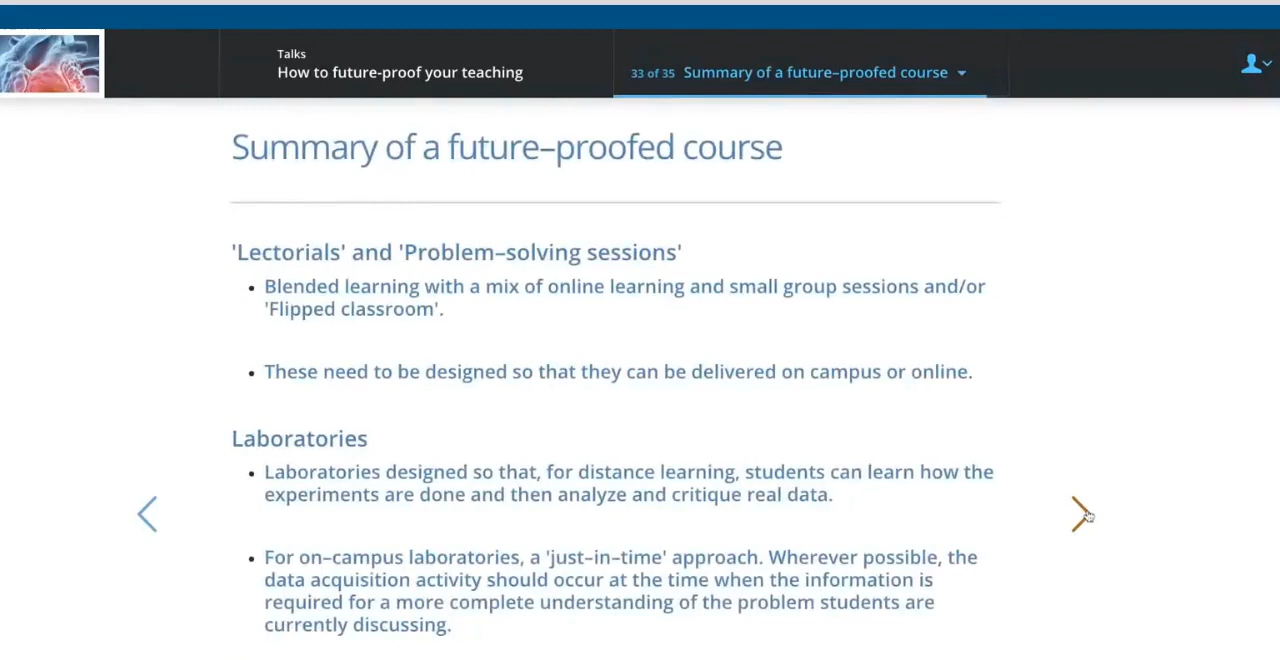 Talks
How to future-proof your teaching
33 of 35 Summary of a future–proofed course
Summary of a future–proofed course
'Lectorials' and 'Problem–solving sessions'
• Blended learning with a mix of online learning and small group sessions and/or
'Flipped classroom'.
• These need to be designed so that they can be delivered on campus or online.
Laboratories
• Laboratories designed so that, for distance learning, students can learn how the
experiments are done and then analyze and critique real data.
• For on–campus laboratories, a 'just–in–time' approach. Wherever possible, the
data acquisition activity should occur at the time when the information is
required for a more complete understanding of the problem students are
currently discussing.